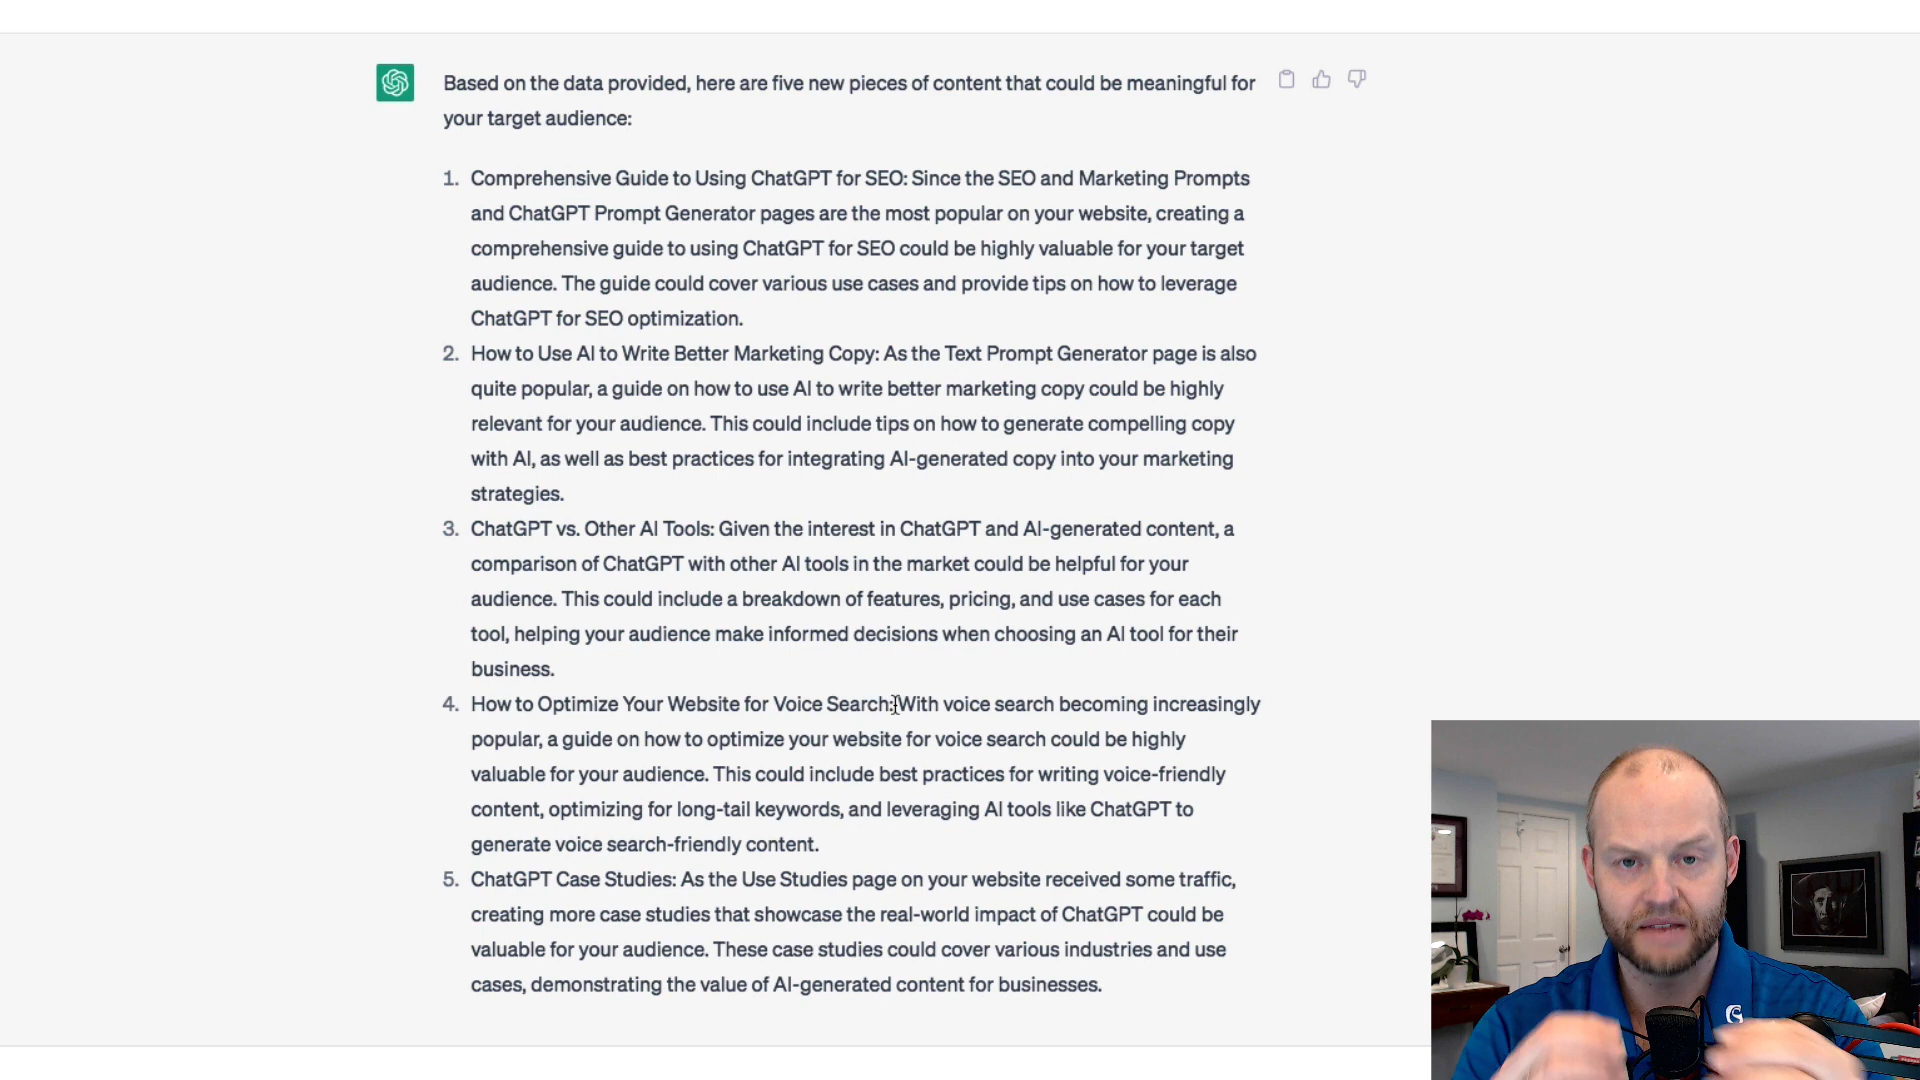 Based on the data provided, here are five new pieces of content that could be meaningful for
your target audience:
1. Comprehensive Guide to Using ChatGPT for SEO: Since the SEO and Marketing Prompts
and ChatGPT Prompt Generator pages are the most popular on your website, creating a
comprehensive guide to using ChatGPT for SEO could be highly valuable for your target
audience. The guide could cover various use cases and provide tips on how to leverage
ChatGPT for SEO optimization.
2. How to Use AI to Write Better Marketing Copy: As the Text Prompt Generator page is also
quite popular, a guide on how to use AI to write better marketing copy could be highly
relevant for your audience. This could include tips on how to generate compelling copy
with AI, as well as best practices for integrating AI-generated copy into your marketing
strategies.
3. ChatGPT vs. Other AI Tools: Given the interest in ChatGPT and AI-generated content, a
comparison of ChatGPT with other AI tools in the market could be helpful for your
audience. This could include a breakdown of features, pricing, and use cases for each
tool, helping your audience make informed decisions when choosing an AI tool for their
business.
4. How to Optimize Your Website for Voice Search: With voice search becoming increasingly
popular, a guide on how to optimize your website for voice search could be highly
valuable for your audience. This could include best practices for writing voice-friendly
content, optimizing for long-tail keywords, and leveraging AI tools like ChatGPT to
generate voice search-friendly content.
5. ChatGPT Case Studies: As the Use Studies page on your website received some traffic,
creating more case studies that showcase the real-world impact of ChatGPT could be
valuable for your audience. These case studies could cover various industries and use
cases, demonstrating the value of AI-generated content for businesses.